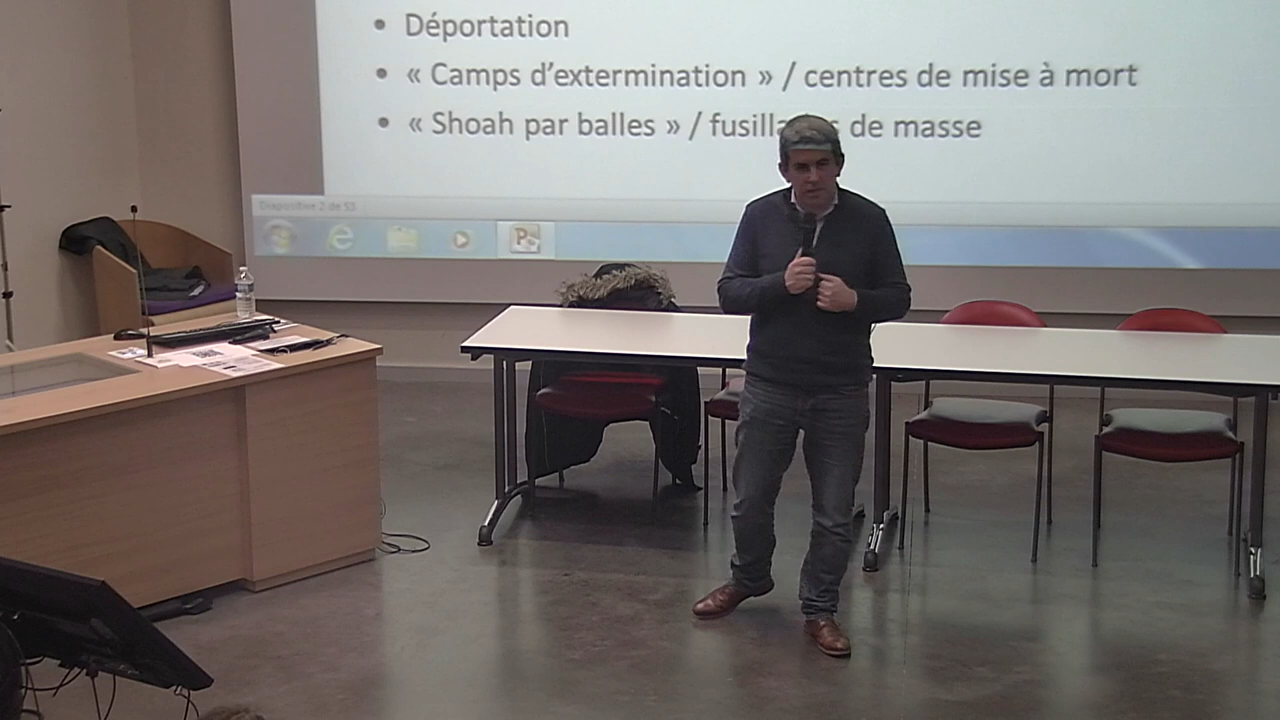 • Déportation
• « Camps d’extermination » / centres de mise à mort
• « Shoah par balles » / de masse
Diapositive 2 de 53